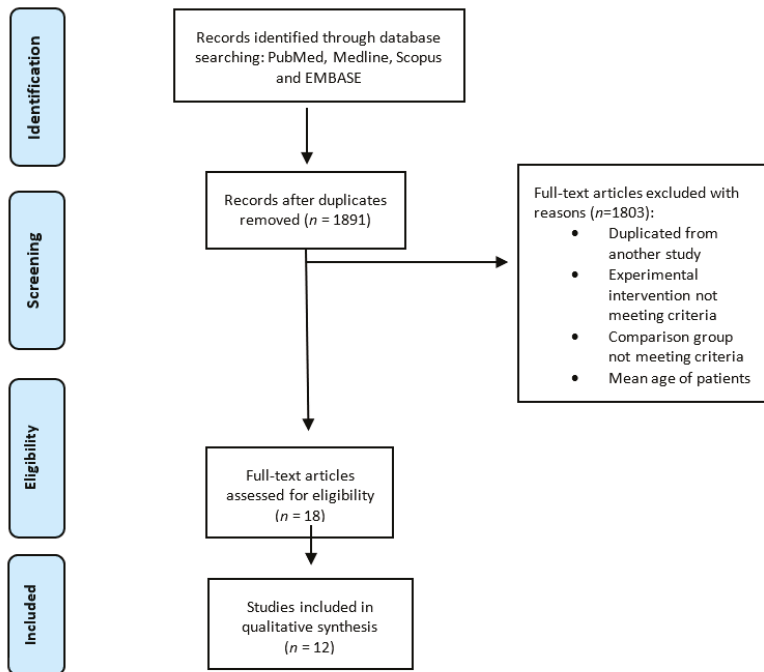 Identification
Records identified through database
searching: PubMed, Medline, Scopus
and EMBASE
Screening
Records after duplicates
removed (n = 1891)
Full-text articles excluded with
reasons (n=1803):
• Duplicated from
another study
• Experimental
intervention not
meeting criteria
• Comparison group
not meeting criteria
• Mean age of patients
Eligibility
Full-text articles
assessed for eligibility
(n = 18)
Included
Studies included in
qualitative synthesis
(n = 12)